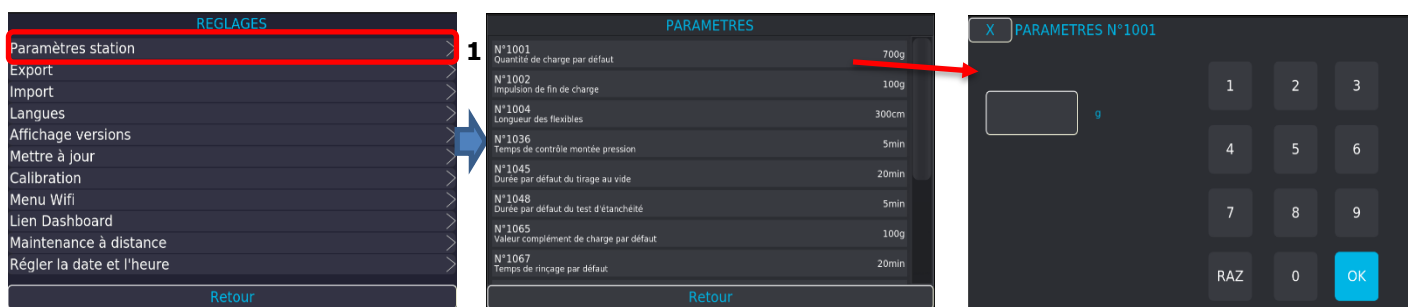 REGLAGES
Paramètres station
Export
Import
Langues
Affichage versions
Mettre à jour
Calibration
Menu Wifi
Lien Dashboard
Maintenance à distance
Régler la date et l'heure
Retour
1
PARAMETRES
N°1001
Quantité de charge par défaut
700g
N°1002
Impulsion de fin de charge
100g
N°1004
Longueur des flexibles
300cm
N°1036
Temps de contrôle montée pression
5min
N°1045
Durée par défaut du tirage au vide
20min
N°1048
Durée par défaut du test d'étanchéité
5min
N°1065
Valeur complément de charge par défaut
100g
N°1067
Temps de rinçage par défaut
20min
Retour
X PARAMETRES N°1001
g
1 2 3
4 5 6
7 8 9
RAZ 0 OK